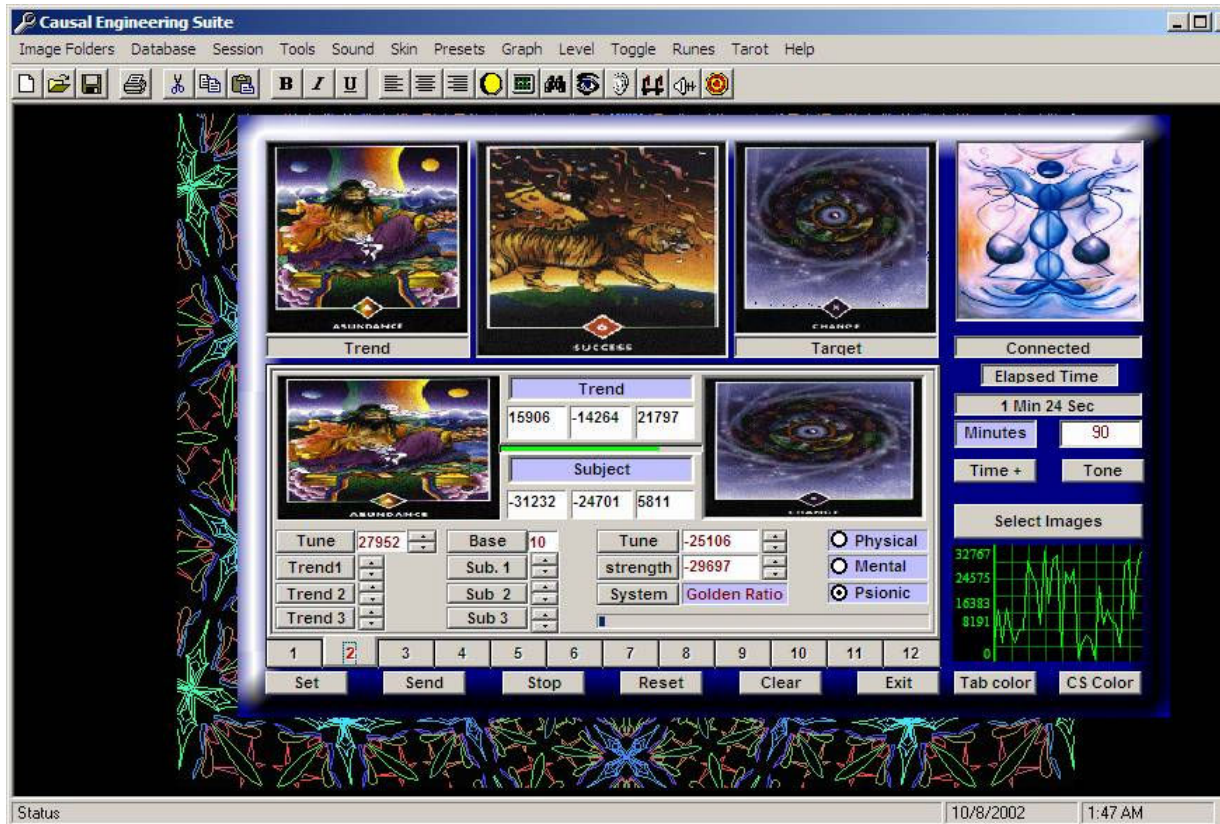 Causal Engineering Suite
Image Folders Database Session Tools Sound Skin Presets Graph Level Toggle Runes Tarot Help
B I U
ABUNDANCE
SUCCESS
CHANGE
Trend
Target
Connected
Elapsed Time
1 Min 24 Sec
Minutes 90
Time + Tone
Select Images
Trend
15906 -14264 21797
Subject
-31232 -24701 5811
ABUNDANCE
CHANGE
Tune 27952 Base 10 Tune -25106 Physical
Trend1 Sub. 1 strength -29697 Mental
Trend 2 Sub 2 System Golden Ratio Psionic
Trend 3 Sub 3
32767
24575
16383
8191
0
1 2 3 4 5 6 7 8 9 10 11 12
Set Send Stop Reset Clear Exit Tab color CS Color
Status 10/8/2002 1:47 AM